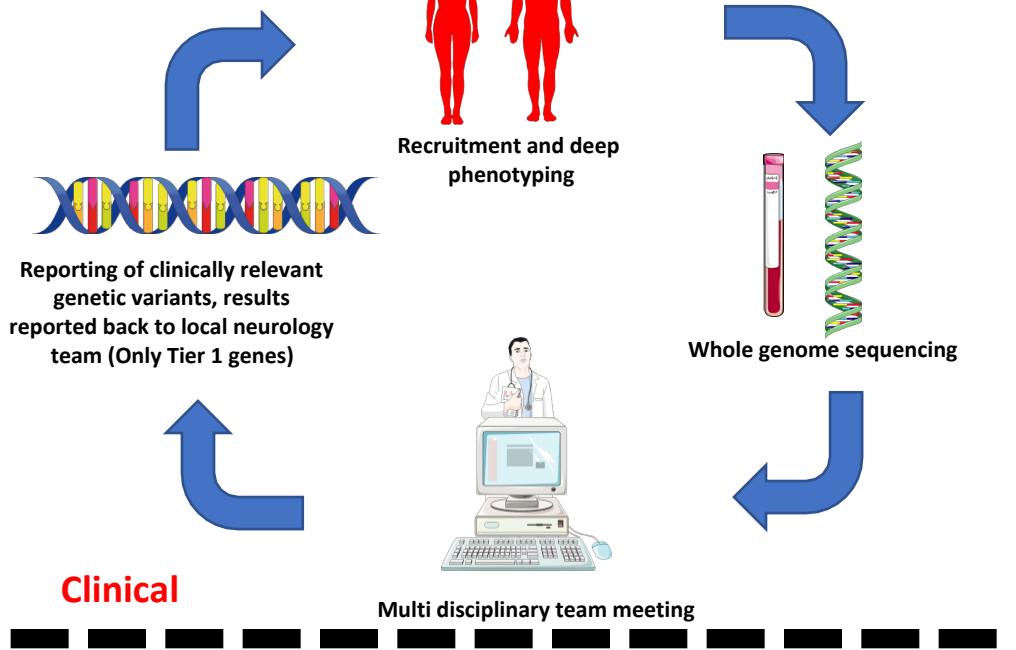 Recruitment and deep
phenotyping
Whole genome sequencing
Reporting of clinically relevant
genetic variants, results
reported back to local neurology
team (Only Tier 1 genes)
Clinical
Multi disciplinary team meeting